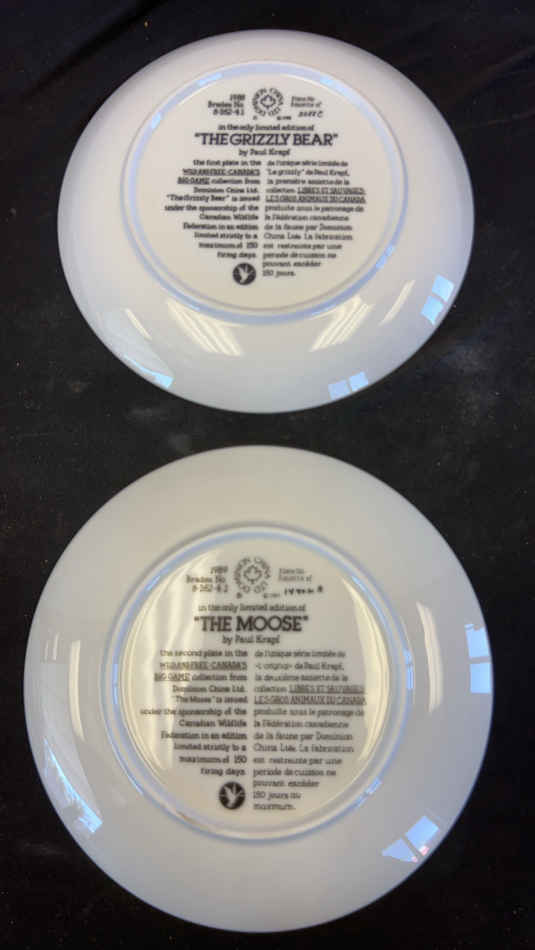 1988
Bradex No.
8-B62-4.1
DOMINION CHINA LTD
Plate No.
Assiette nº
in the only limited edition of
"THE GRIZZLY BEAR"
by Paul Krapf
the first plate in the
WILD AND FREE-CANADA'S
BIG GAME collection from
Dominion China Ltd.
"The Grizzly Bear" is issued
under the sponsorship of the
Canadian Wildlife
Federation in an edition
limited strictly to a
maximum of 150
firing days.
de l'unique série limitée de
"Le grizzly" de Paul Krapf,
la première assiette de la
collection LIBRES ET SAUVAGES:
LES GROS ANIMAUX DU CANADA
produite sous le patronage de
la Fédération canadienne
de la faune par Dominion
China Ltée. La fabrication
est restreinte par une
période de cuisson ne
pouvant excéder
150 jours.
1989
Bradex No.
8-B62-4.2
DOMINION CHINA LTD
Plate No.
Assiette nº
in the only limited edition of
"THE MOOSE"
by Paul Krapf
the second plate in the
WILD AND FREE-CANADA'S
BIG GAME collection from
Dominion China Ltd.
"The Moose" is issued
under the sponsorship of the
Canadian Wildlife
Federation in an edition
limited strictly to a
maximum of 150
firing days.
de l'unique série limitée de
«L'orignal» de Paul Krapf,
la deuxième assiette de la
collection LIBRES ET SAUVAGES:
LES GROS ANIMAUX DU CANADA
produite sous le patronage de
la Fédération canadienne
de la faune par Dominion
China Ltée. La fabrication
est restreinte par une
période de cuisson ne
pouvant excéder
150 jours au
maximum.